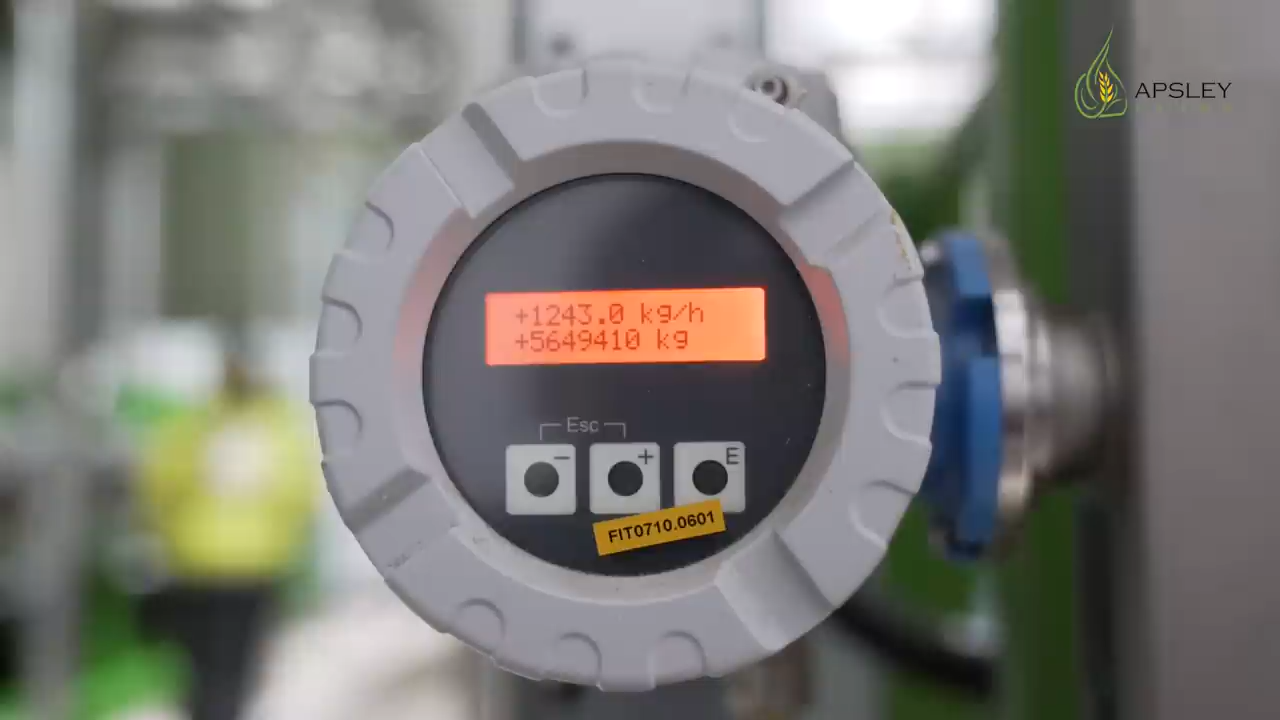 APSLEY
+1243.0 kg/h
+5649410 kg
Esc
- + E
FIT0710.0601